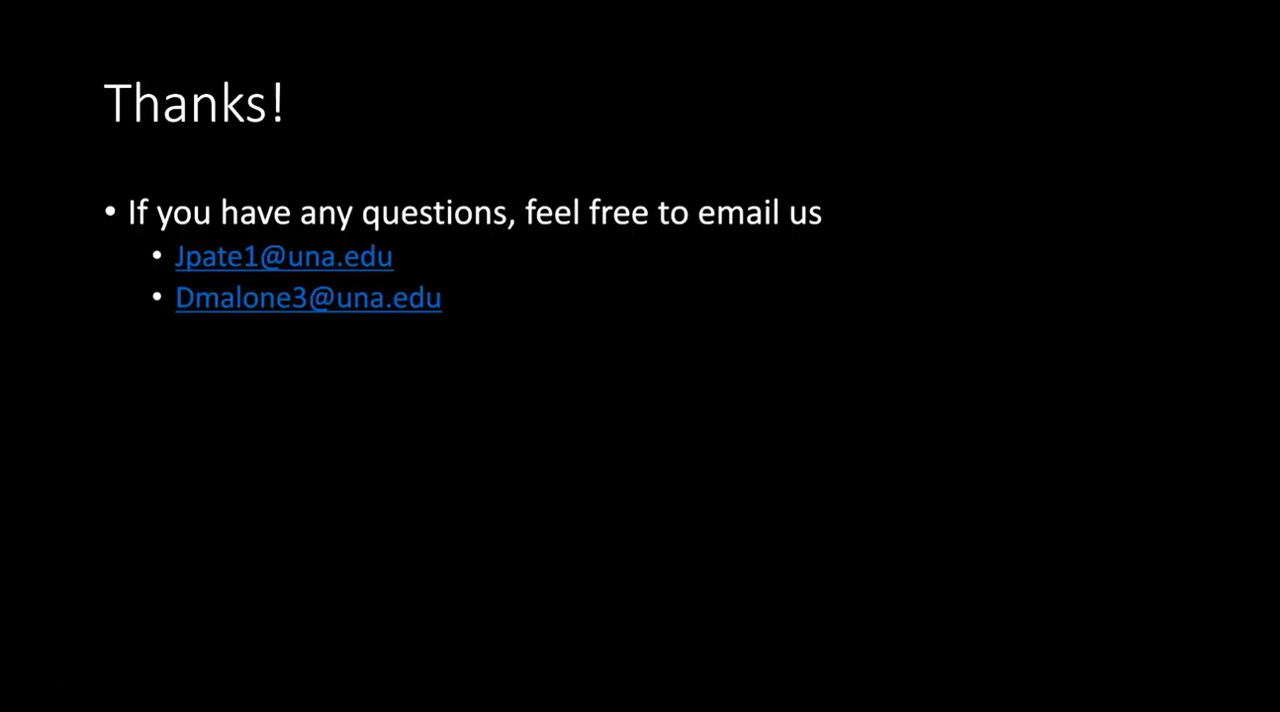 Thanks!
• If you have any questions, feel free to email us
• Jpate1@una.edu
• Dmalone3@una.edu